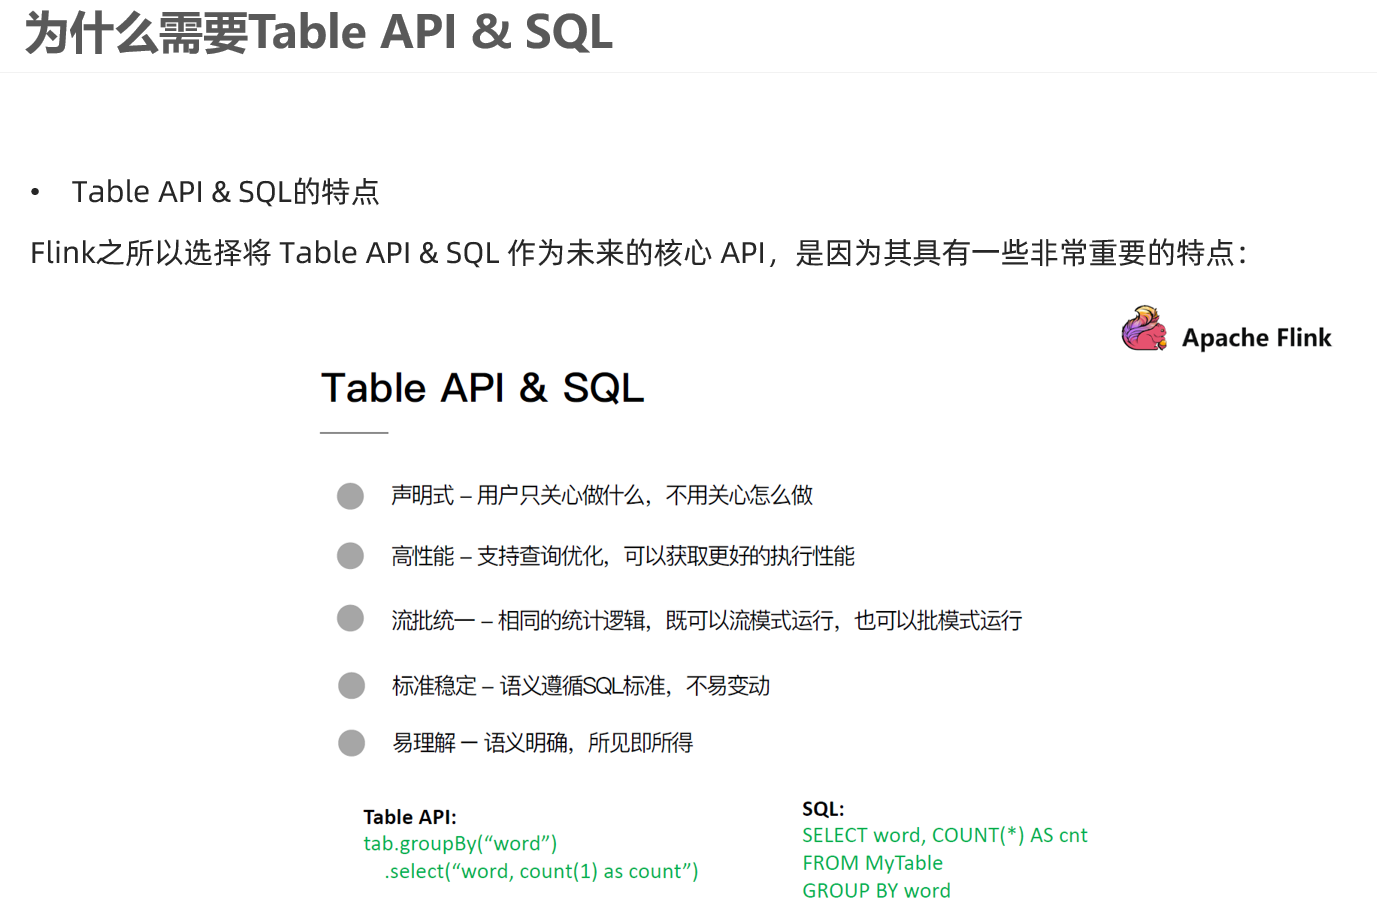 为什么需要Table API & SQL
• Table API & SQL的特点
Flink之所以选择将 Table API & SQL 作为未来的核心 API，是因为其具有一些非常重要的特点：
Apache Flink
Table API & SQL
声明式 – 用户只关心做什么，不用关心怎么做
高性能 – 支持查询优化，可以获取更好的执行性能
流批统一 – 相同的统计逻辑，既可以流模式运行，也可以批模式运行
标准稳定 – 语义遵循SQL标准，不易变动
易理解 — 语义明确，所见即所得
Table API:
tab.groupBy(“word”)
.select(“word, count(1) as count”)
SQL:
SELECT word, COUNT(*) AS cnt
FROM MyTable
GROUP BY word